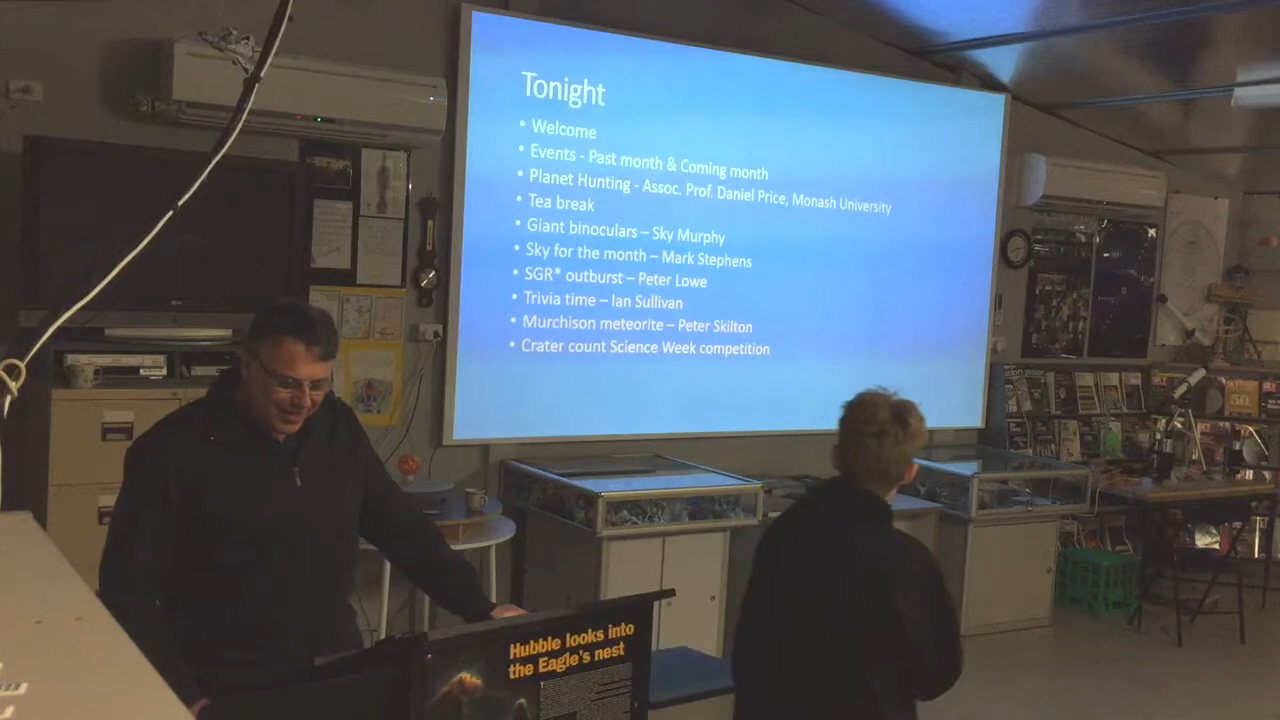 Tonight
• Welcome
• Events - Past month & Coming month
• Planet Hunting - Assoc. Prof. Daniel Price, Monash University
• Tea break
• Giant binoculars – Sky Murphy
• Sky for the month – Mark Stephens
• SGR* outburst – Peter Lowe
• Trivia time – Ian Sullivan
• Murchison meteorite – Peter Skilton
• Crater count Science Week competition
Hubble looks into
the Eagle's nest
50